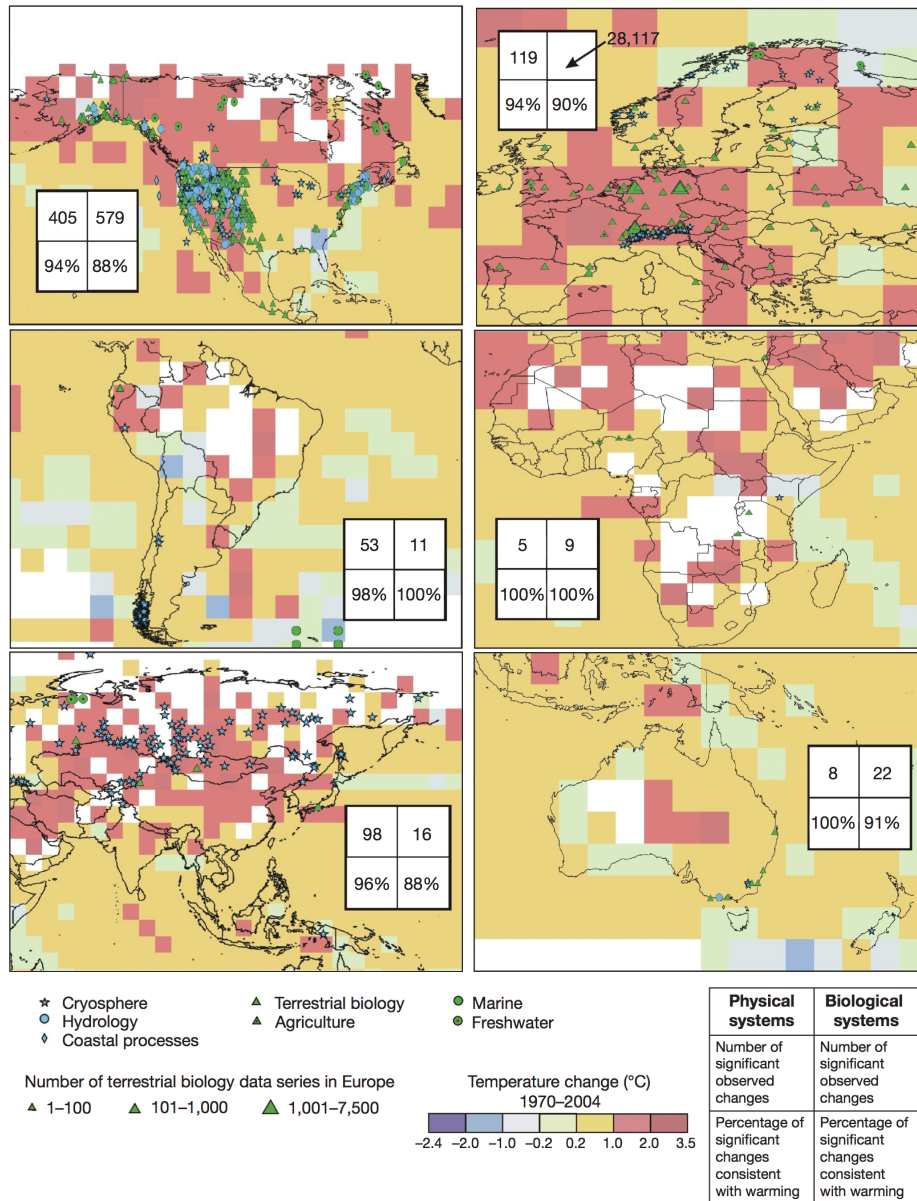 119
28,117
94% 90%
405 579
94% 88%
53 11
98% 100%
5 9
100% 100%
98 16
96% 88%
8 22
100% 91%
Cryosphere
Hydrology
Coastal processes
Terrestrial biology
Agriculture
Marine
Freshwater
Number of terrestrial biology data series in Europe
1–100 101–1,000 1,001–7,500
Temperature change (°C)
1970–2004
–2.4 –2.0 –1.0 –0.2 0.2 1.0 2.0 3.5
Physical
systems
Biological
systems
Number of
significant
observed
changes
Number of
significant
observed
changes
Percentage of
significant
changes
consistent
with warming
Percentage of
significant
changes
consistent
with warming